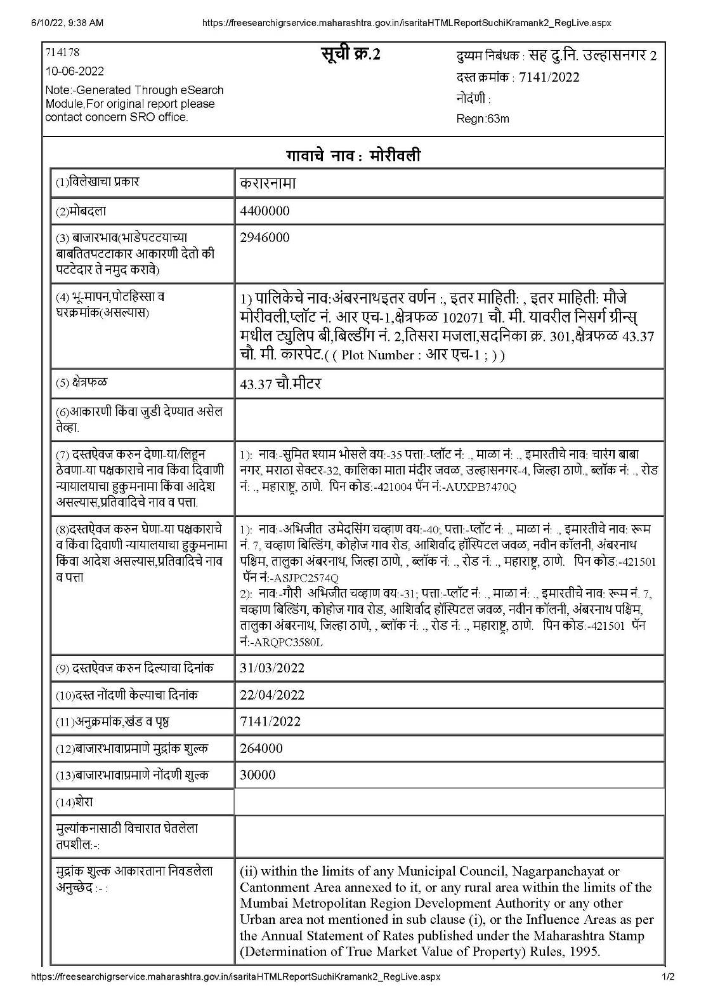 6/10/22, 9:38 AM
https://freesearchigrservice.maharashtra.gov.in/isaritaHTMLReportSuchiKramank2_RegLive.aspx
714178
10-06-2022
Note:-Generated Through eSearch
Module,For original report please
contact concern SRO office.
सूची क्र.2
दुय्यम निबंधक : सह दु.नि. उल्हासनगर 2
दस्त क्रमांक : 7141/2022
नोदंणी :
Regn:63m
गावाचे नाव : मोरीवली
(1)विलेखाचा प्रकार
करारनामा
(2)मोबदला
4400000
(3) बाजारभाव(भाडेपटटयाच्या
बाबतितपटटाकार आकारणी देतो की
पटटेदार ते नमुद करावे)
2946000
(4) भू-मापन,पोटहिस्सा व
घरक्रमांक(असल्यास)
1) पालिकेचे नाव:अंबरनाथइतर वर्णन :, इतर माहिती: , इतर माहिती: मौजे
मोरीवली,प्लॉट नं. आर एच-1,क्षेत्रफळ 102071 चौ. मी. यावरील निसर्ग ग्रीन्स्
मधील ट्युलिप बी,बिल्डींग नं. 2,तिसरा मजला,सदनिका क्र. 301,क्षेत्रफळ 43.37
चौ. मी. कारपेट.( ( Plot Number : आर एच-1 ; ) )
(5) क्षेत्रफळ
43.37 चौ.मीटर
(6)आकारणी किंवा जुडी देण्यात असेल
तेव्हा.
(7) दस्तऐवज करुन देणा-या/लिहून
ठेवणा-या पक्षकाराचे नाव किंवा दिवाणी
न्यायालयाचा हुकुमनामा किंवा आदेश
असल्यास,प्रतिवादिचे नाव व पत्ता.
1): नाव:-सुमित श्याम भोसले वय:-35 पत्ता:-प्लॉट नं: ., माळा नं: ., इमारतीचे नाव: चारंग बाबा
नगर, मराठा सेक्टर-32, कालिका माता मंदीर जवळ, उल्हासनगर-4, जिल्हा ठाणे., ब्लॉक नं: ., रोड
नं: ., महाराष्ट्र, ठाणे. पिन कोड:-421004 पॅन नं:-AUXPB7470Q
(8)दस्तऐवज करुन घेणा-या पक्षकाराचे
व किंवा दिवाणी न्यायालयाचा हुकुमनामा
किंवा आदेश असल्यास,प्रतिवादिचे नाव
व पत्ता
1): नाव:-अभिजीत उमेदसिंग चव्हाण वय:-40; पत्ता:-प्लॉट नं: ., माळा नं: ., इमारतीचे नाव: रूम
नं. 7, चव्हाण बिल्डिंग, कोहोज गाव रोड, आशिर्वाद हॉस्पिटल जवळ, नवीन कॉलनी, अंबरनाथ
पश्चिम, तालुका अंबरनाथ, जिल्हा ठाणे, , ब्लॉक नं: ., रोड नं: ., महाराष्ट्र, ठाणे. पिन कोड:-421501
पॅन नं:-ASJPC2574Q
2): नाव:-गौरी अभिजीत चव्हाण वय:-31; पत्ता:-प्लॉट नं: ., माळा नं: ., इमारतीचे नाव: रूम नं. 7,
चव्हाण बिल्डिंग, कोहोज गाव रोड, आशिर्वाद हॉस्पिटल जवळ, नवीन कॉलनी, अंबरनाथ पश्चिम,
तालुका अंबरनाथ, जिल्हा ठाणे, , ब्लॉक नं: ., रोड नं: ., महाराष्ट्र, ठाणे. पिन कोड:-421501 पॅन
नं:-ARQPC3580L
(9) दस्तऐवज करुन दिल्याचा दिनांक
31/03/2022
(10)दस्त नोंदणी केल्याचा दिनांक
22/04/2022
(11)अनुक्रमांक,खंड व पृष्ठ
7141/2022
(12)बाजारभावाप्रमाणे मुद्रांक शुल्क
264000
(13)बाजारभावाप्रमाणे नोंदणी शुल्क
30000
(14)शेरा
मुल्यांकनासाठी विचारात घेतलेला
तपशील:-:
मुद्रांक शुल्क आकारताना निवडलेला
अनुच्छेद :- :
(ii) within the limits of any Municipal Council, Nagarpanchayat or
Cantonment Area annexed to it, or any rural area within the limits of the
Mumbai Metropolitan Region Development Authority or any other
Urban area not mentioned in sub clause (i), or the Influence Areas as per
the Annual Statement of Rates published under the Maharashtra Stamp
(Determination of True Market Value of Property) Rules, 1995.
https://freesearchigrservice.maharashtra.gov.in/isaritaHTMLReportSuchiKramank2_RegLive.aspx
1/2